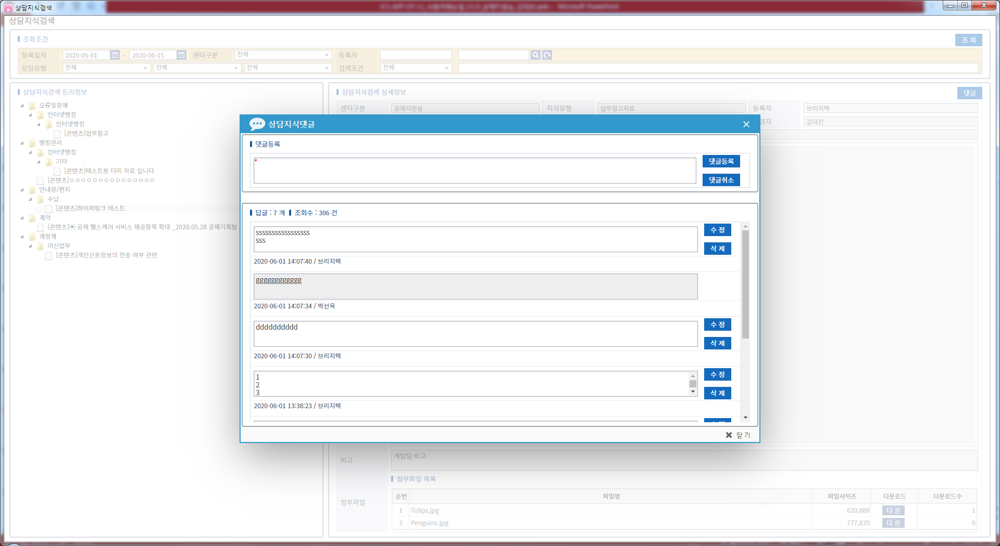 상담지식검색
상담지식검색
조회조건
조 회
등록일자 2020-05-01 ~ 2020-06-15 센터구분 전체 등록자
상담유형 전체 전체 전체 검색조건 전체
상담지식검색 트리정보
오류및장애
인터넷뱅킹
인터넷뱅킹
[콘텐츠]업무참고
뱅킹관리
인터넷뱅킹
기타
[콘텐츠]테스트용 더미 자료 입니다
[콘텐츠]ㅇㅇㅇㅇㅇㅇㅇㅇㅇㅇㅇㅇㅇㅇㅇ
안내장/편지
수납
[콘텐츠]하이퍼링크 테스트
계약
[콘텐츠]▣ 공제 헬스케어 서비스 제공항목 확대 _2020.05.28 공제기획팀
계정계
여신업무
[콘텐츠]개인신용정보의 전송 여부 관련
상담지식검색 상세정보
댓글
센터구분 공제지원실 지식유형 업무참고자료 등록자 브리지텍
경자 김대찬
상담지식댓글
댓글등록
댓글등록
댓글취소
답글 : 7 개 조회수 : 306 건
sssssssssssssssss
sss
수 정
삭 제
2020-06-01 14:07:40 / 브리지텍
gggggggggggg
2020-06-01 14:07:34 / 박선옥
dddddddddd
수 정
삭 제
2020-06-01 14:07:30 / 브리지텍
1
2
3
수 정
삭 제
2020-06-01 13:38:23 / 브리지텍
닫 기
비고 개발팀 비고
첨부파일
첨부파일 목록
순번 파일명 파일사이즈 다운로드 다운로드수
1 Tulips.jpg 620,888 다 운 1
2 Penguins.jpg 777,835 다 운 0